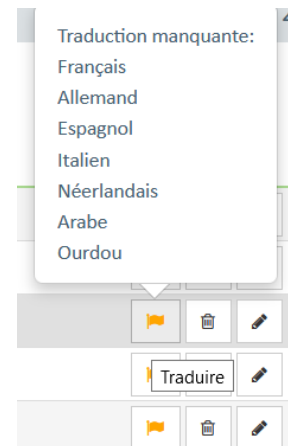 Traduction manquante:
Français
Allemand
Espagnol
Italien
Néerlandais
Arabe
Ourdou
Traduire